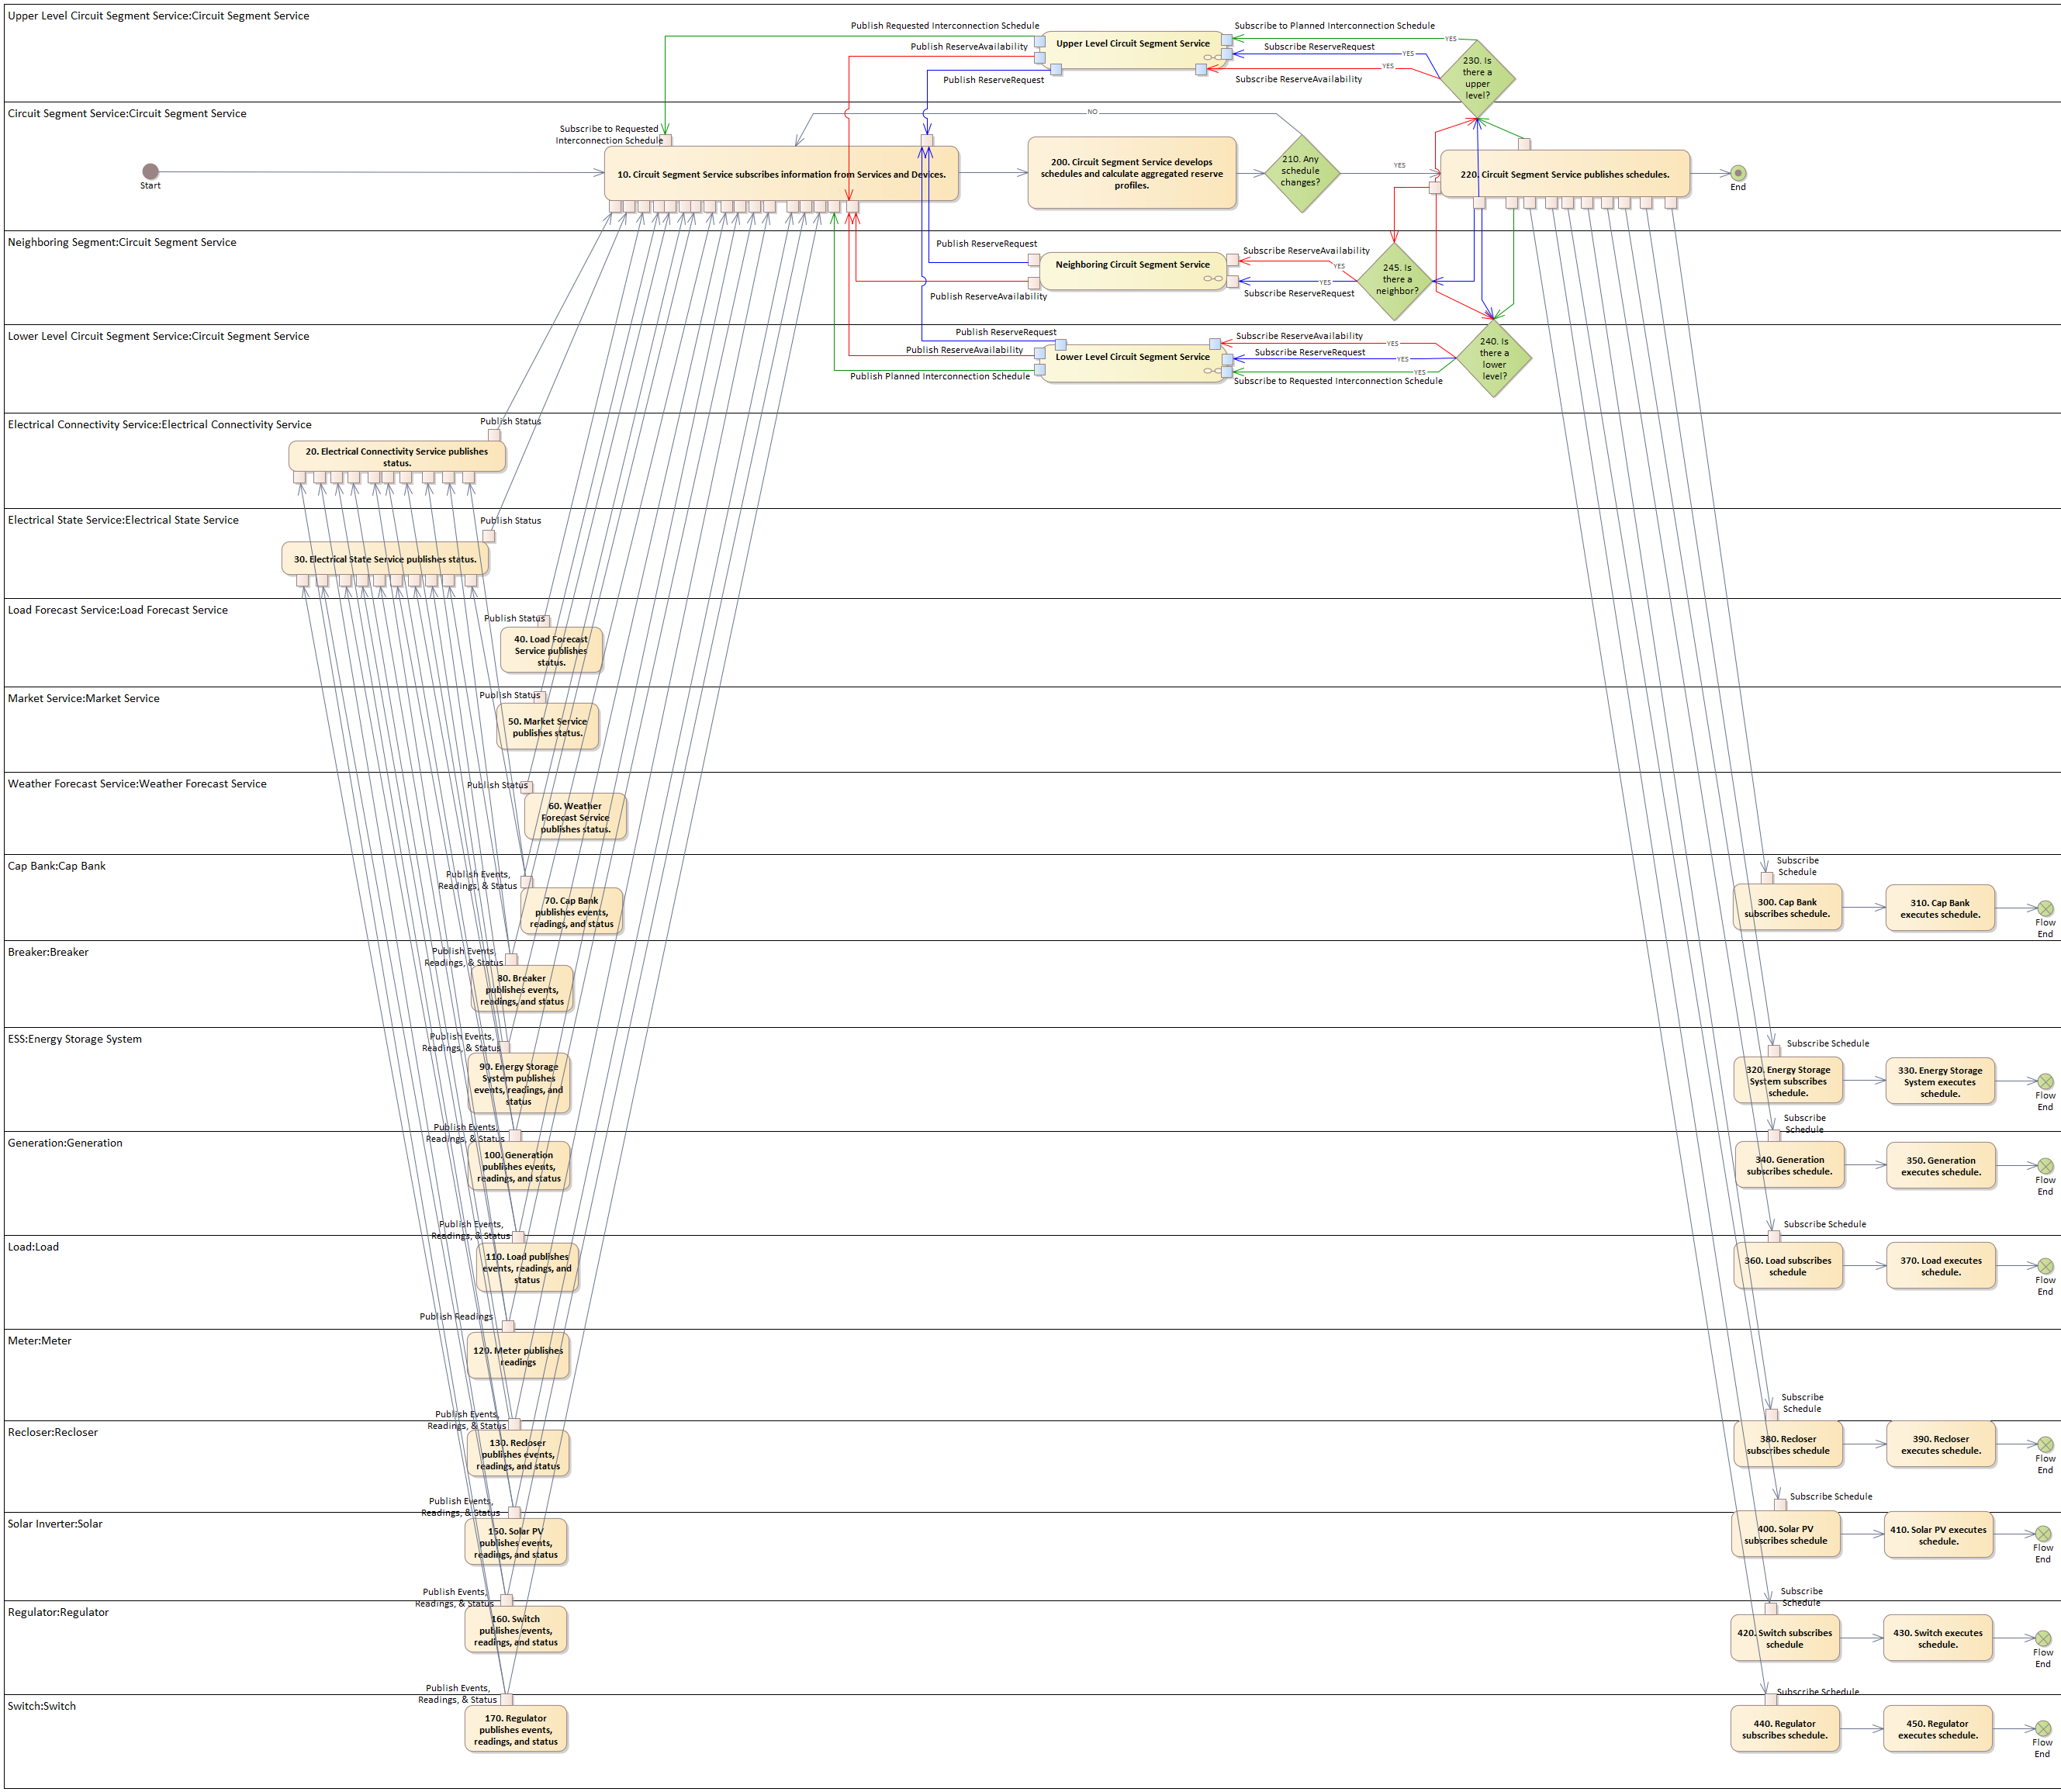 Upper Level Circuit Segment Service:Circuit Segment Service
Publish Requested Interconnection Schedule
Subscribe to Planned Interconnection Schedule
Publish ReserveAvailability
Upper Level Circuit Segment Service
Subscribe ReserveRequest
YES
YES
YES
Publish ReserveRequest
Subscribe ReserveAvailability
230. Is
there a
upper
level?
Circuit Segment Service:Circuit Segment Service
NO
Subscribe to Requested
Interconnection Schedule
Start
10. Circuit Segment Service subscribes information from Services and Devices.
200. Circuit Segment Service develops
schedules and calculate aggregated reserve
profiles.
210. Any
schedule
changes?
YES
220. Circuit Segment Service publishes schedules.
End
Neighboring Segment:Circuit Segment Service
Publish ReserveRequest
Subscribe ReserveAvailability
Neighboring Circuit Segment Service
YES
YES
Publish ReserveAvailability
Subscribe ReserveRequest
245. Is
there a
neighbor?
Lower Level Circuit Segment Service:Circuit Segment Service
Publish ReserveRequest
Subscribe ReserveAvailability
Publish ReserveAvailability
Lower Level Circuit Segment Service
Subscribe ReserveRequest
YES
YES
YES
Publish Planned Interconnection Schedule
Subscribe to Requested Interconnection Schedule
240. Is
there a
lower
level?
Electrical Connectivity Service:Electrical Connectivity Service
Publish Status
20. Electrical Connectivity Service publishes
status.
Electrical State Service:Electrical State Service
Publish Status
30. Electrical State Service publishes status.
Load Forecast Service:Load Forecast Service
Publish Status
40. Load Forecast
Service publishes
status.
Market Service:Market Service
Publish Status
50. Market Service
publishes status.
Weather Forecast Service:Weather Forecast Service
Publish Status
60. Weather
Forecast Service
publishes status.
Cap Bank:Cap Bank
Publish Events,
Readings, & Status
70. Cap Bank
publishes events,
readings, and status
Subscribe
Schedule
300. Cap Bank
subscribes schedule.
310. Cap Bank
executes schedule.
Flow
End
Breaker:Breaker
Publish Events,
Readings, & Status
80. Breaker
publishes events,
readings, and status
ESS:Energy Storage System
Publish Events,
Readings, & Status
90. Energy Storage
System publishes
events, readings, and
status
Subscribe Schedule
320. Energy Storage
System subscribes
schedule.
330. Energy Storage
System executes
schedule.
Flow
End
Generation:Generation
Publish Events,
Readings, & Status
100. Generation
publishes events,
readings, and status
Subscribe
Schedule
340. Generation
subscribes schedule.
350. Generation
executes schedule.
Flow
End
Load:Load
Publish Events,
Readings, & Status
110. Load publishes
events, readings, and
status
Subscribe Schedule
360. Load subscribes
schedule
370. Load executes
schedule.
Flow
End
Meter:Meter
Publish Readings
120. Meter publishes
readings
Recloser:Recloser
Publish Events,
Readings, & Status
130. Recloser
publishes events,
readings, and status
Subscribe
Schedule
380. Recloser
subscribes schedule
390. Recloser
executes schedule.
Flow
End
Solar Inverter:Solar
Publish Events,
Readings, & Status
150. Solar PV
publishes events,
readings, and status
Subscribe Schedule
400. Solar PV
subscribes schedule
410. Solar PV executes
schedule.
Flow
End
Regulator:Regulator
Publish Events,
Readings, & Status
160. Switch
publishes events,
readings, and status
Subscribe
Schedule
420. Switch subscribes
schedule
430. Switch executes
schedule.
Flow
End
Switch:Switch
Publish Events,
Readings, & Status
170. Regulator
publishes events,
readings, and status
Subscribe Schedule
440. Regulator
subscribes schedule.
450. Regulator
executes schedule.
Flow
End